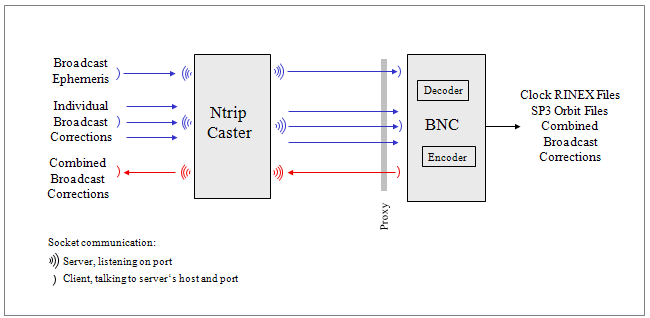 Broadcast
Ephemeris
Individual
Broadcast
Corrections
Combined
Broadcast
Corrections
Ntrip
Caster
Proxy
Decoder
BNC
Encoder
Clock RINEX Files
SP3 Orbit Files
Combined
Broadcast
Corrections
Socket communication:
Server, listening on port
Client, talking to server's host and port